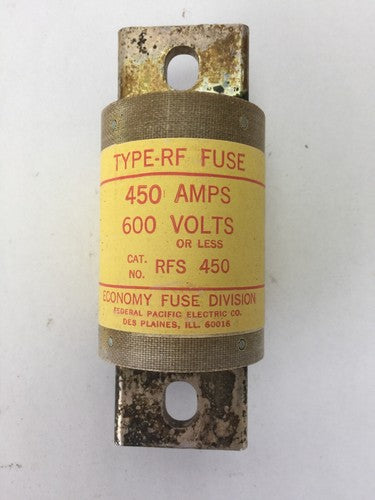 TYPE-RF FUSE
450 AMPS
600 VOLTS
OR LESS
CAT. NO. RFS 450
ECONOMY FUSE DIVISION
FEDERAL PACIFIC ELECTRIC CO.
DES PLAINES, ILL. 60016